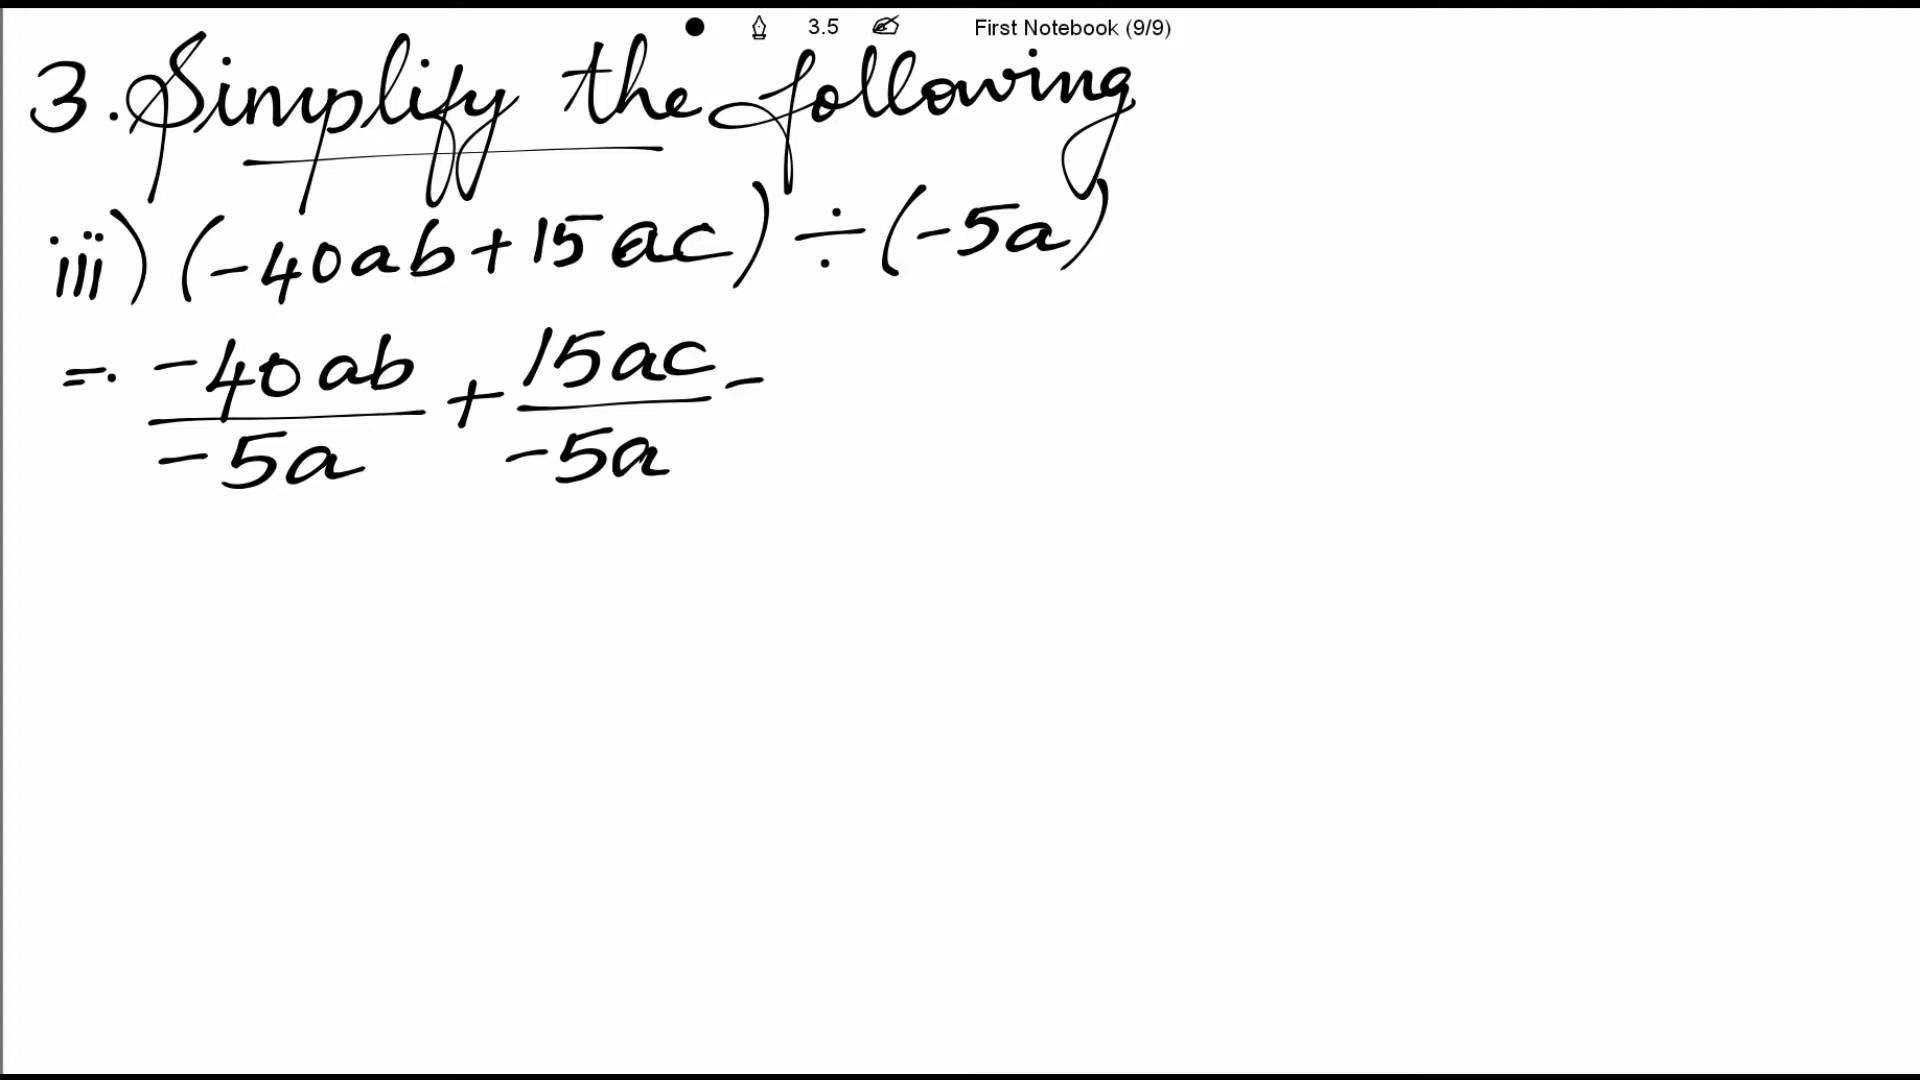 3.5 First Notebook (9/9)
3. Simplify the following
iii) (-40ab+15ac) ÷ (-5a)
= . -40ab/-5a + 15ac/-5a -